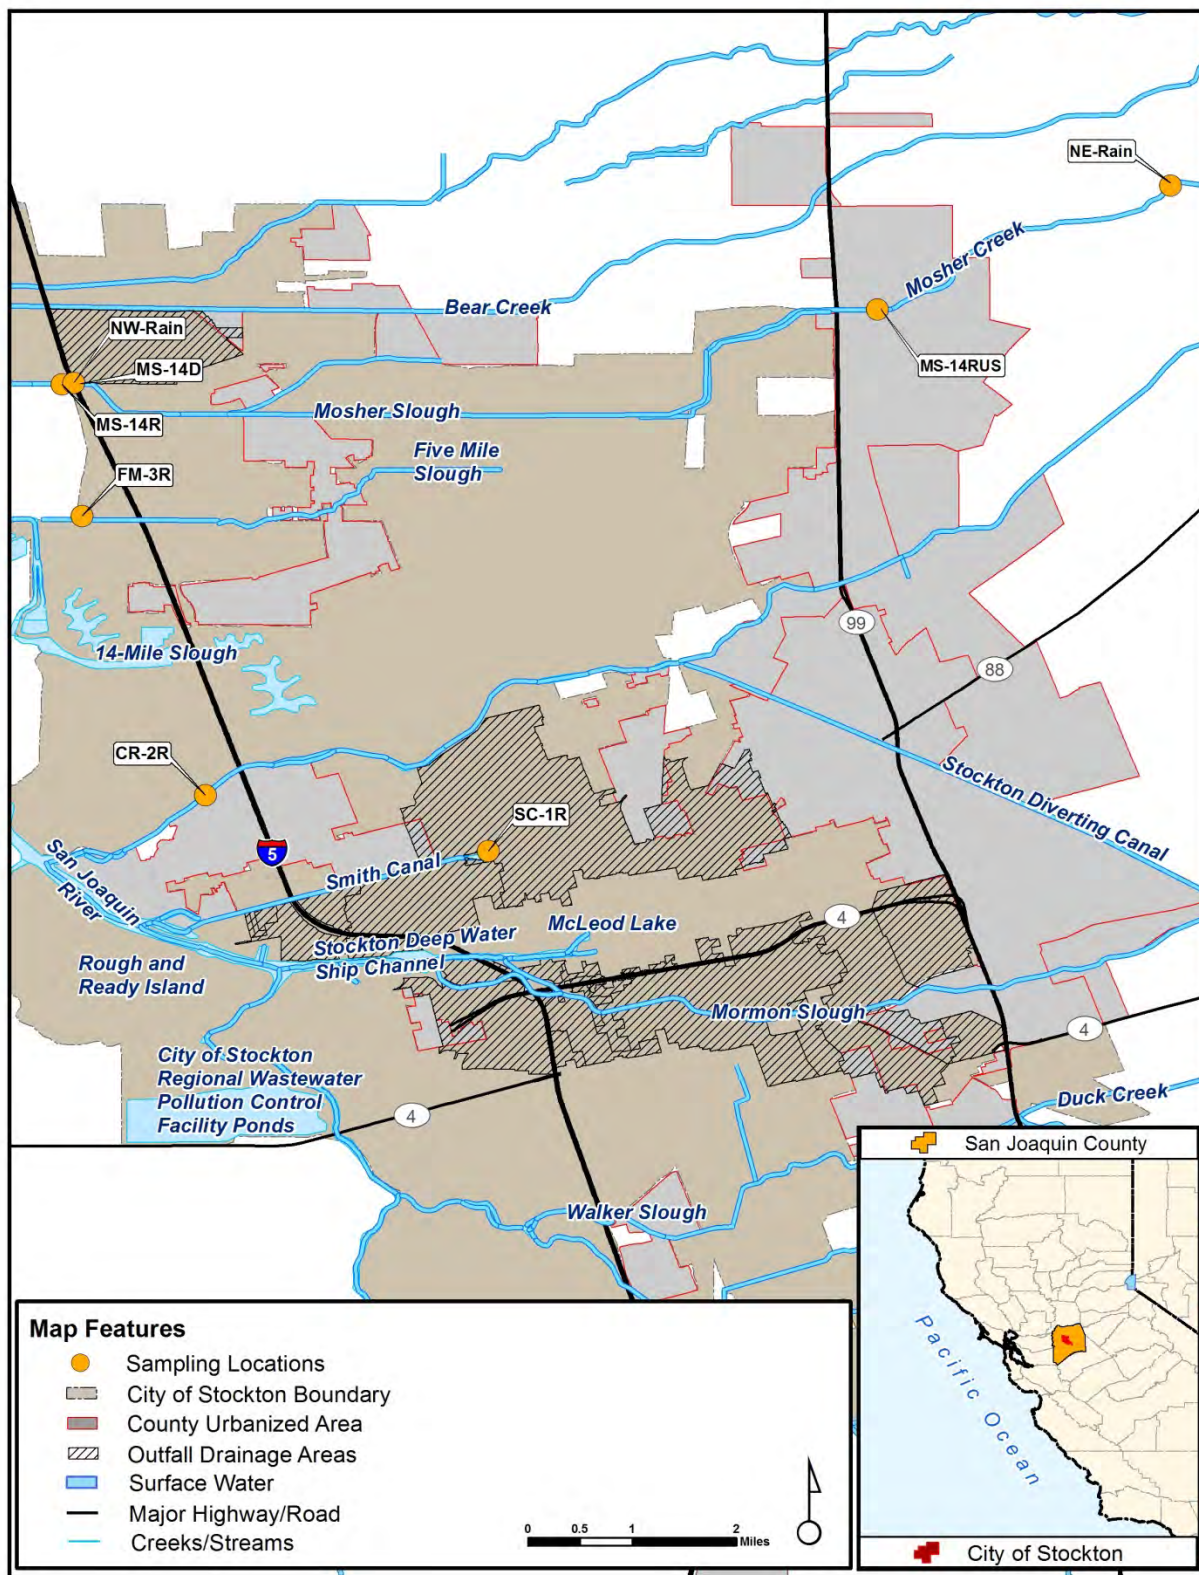 NE-Rain
Mosher Creek
Bear Creek
NW-Rain
MS-14D
MS-14RUS
Mosher Slough
MS-14R
Five Mile
Slough
FM-3R
99
14-Mile Slough
88
CR-2R
Stockton Diverting Canal
SC-1R
5
San Joaquin
River
Smith Canal
McLeod Lake
4
Stockton Deep Water
Ship Channel
Rough and
Ready Island
Mormon Slough
4
City of Stockton
Regional Wastewater
Pollution Control
Facility Ponds
4
Duck Creek
Walker Slough
San Joaquin County
Pacific Ocean
City of Stockton
Map Features
Sampling Locations
City of Stockton Boundary
County Urbanized Area
Outfall Drainage Areas
Surface Water
Major Highway/Road
Creeks/Streams
0 0.5 1 2
Miles